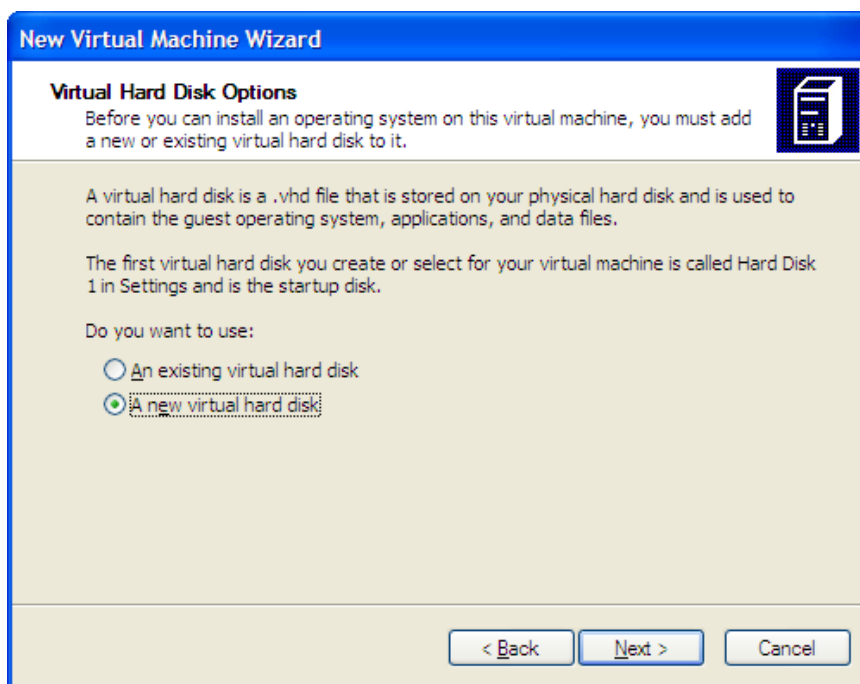 New Virtual Machine Wizard
Virtual Hard Disk Options
Before you can install an operating system on this virtual machine, you must add
a new or existing virtual hard disk to it.
A virtual hard disk is a .vhd file that is stored on your physical hard disk and is used to
contain the guest operating system, applications, and data files.
The first virtual hard disk you create or select for your virtual machine is called Hard Disk
1 in Settings and is the startup disk.
Do you want to use:
An existing virtual hard disk
A new virtual hard disk
< Back Next > Cancel